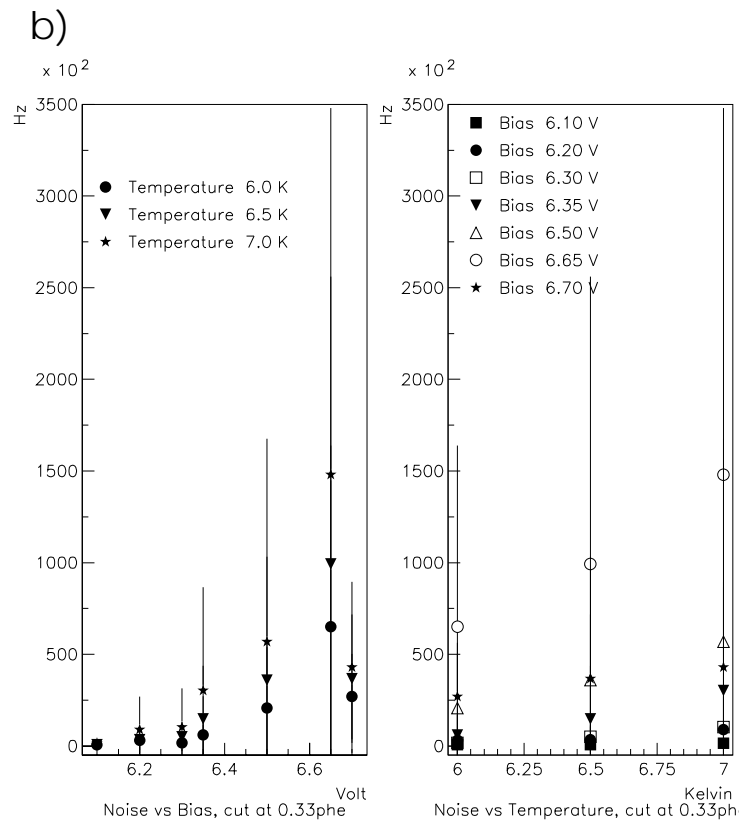 b)
x 10²
Hz
3500
3000
2500
2000
1500
1000
500
0
Temperature 6.0 K
Temperature 6.5 K
Temperature 7.0 K
6.2
6.4
6.6
Volt
Noise vs Bias, cut at 0.33phe
x 10²
Hz
3500
3000
2500
2000
1500
1000
500
0
Bias 6.10 V
Bias 6.20 V
Bias 6.30 V
Bias 6.35 V
Bias 6.50 V
Bias 6.65 V
Bias 6.70 V
6
6.25
6.5
6.75
7
Kelvin
Noise vs Temperature, cut at 0.33ph